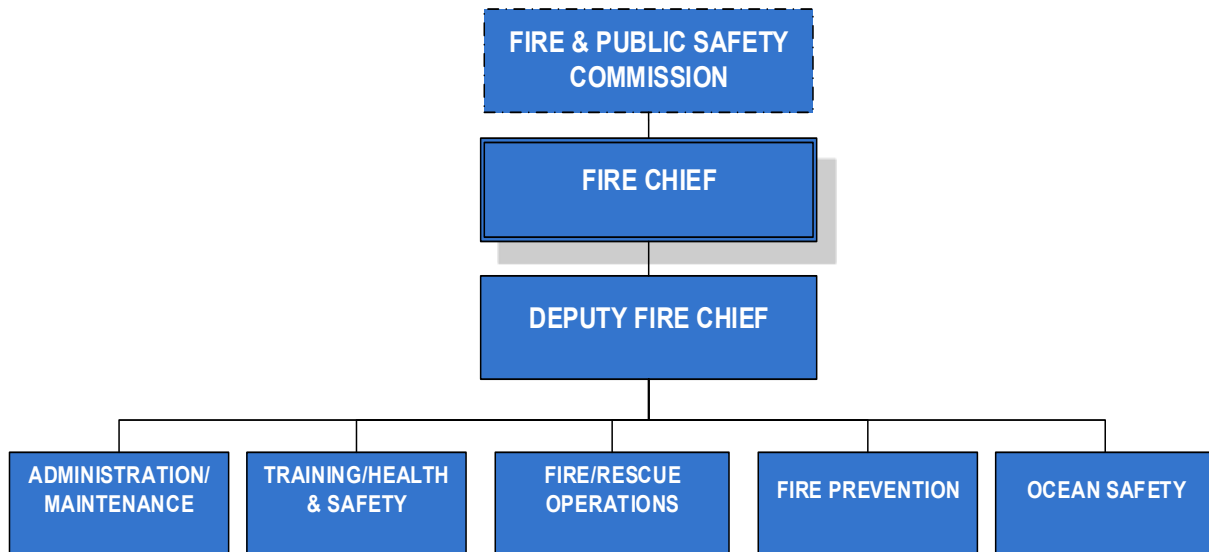 FIRE & PUBLIC SAFETY
COMMISSION
FIRE CHIEF
DEPUTY FIRE CHIEF
ADMINISTRATION/
MAINTENANCE
TRAINING/HEALTH
& SAFETY
FIRE/RESCUE
OPERATIONS
FIRE PREVENTION
OCEAN SAFETY